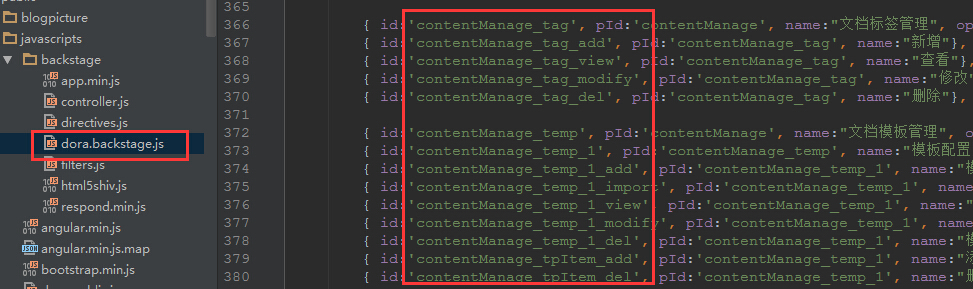 blogpicture
javascripts
backstage
app.min.js
controller.js
directives.js
dora.backstage.js
filters.js
html5shiv.js
respond.min.js
angular.min.js
angular.min.js.map
bootstrap.min.js
365
366 { id:'contentManage_tag', pId:'contentManage', name:"文档标签管理", op
367 { id:'contentManage_tag_add', pId:'contentManage_tag', name:"新增"},
368 { id:'contentManage_tag_view', pId:'contentManage_tag', name:"查看"},
369 { id:'contentManage_tag_modify', pId:'contentManage_tag', name:"修改"
370 { id:'contentManage_tag_del', pId:'contentManage_tag', name:"删除"},
371
372 { id:'contentManage_temp', pId:'contentManage', name:"文档模板管理", o
373 { id:'contentManage_temp_1', pId:'contentManage_temp', name:"模板配置
374 { id:'contentManage_temp_1_add', pId:'contentManage_temp_1', name:"
375 { id:'contentManage_temp_1_import', pId:'contentManage_temp_1', nam
376 { id:'contentManage_temp_1_view', pId:'contentManage_temp_1', name:
377 { id:'contentManage_temp_1_modify', pId:'contentManage_temp_1', nam
378 { id:'contentManage_temp_1_del', pId:'contentManage_temp_1', name:"模
379 { id:'contentManage_tpItem_add', pId:'contentManage_temp_1', name:"
380 { id:'contentManage_tpItem_del', pId:'contentManage_temp_1', name:"